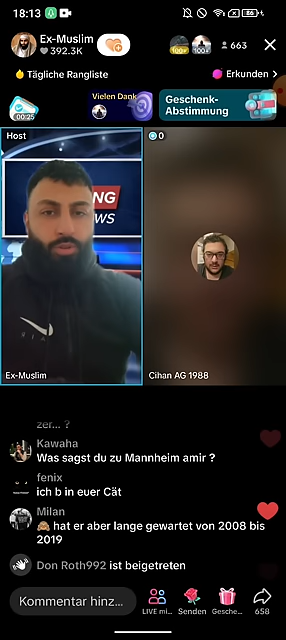 18:13
86
Ex-Muslim
392.3K
100K+
100K+
663
Tägliche Rangliste
Erkunden
00:25
Vielen Dank
Geschenk-
Abstimmung
Host
0
NG
WS
Ex-Muslim
Cihan AG 1988
zer... ?
Kawaha
Was sagst du zu Mannheim amir ?
fenix
ich b in euer Cät
Milan
🙈 hat er aber lange gewartet von 2008 bis
2019
Don Roth992 ist beigetreten
Kommentar hinz...
LIVE mi...
Senden
Gesche...
658